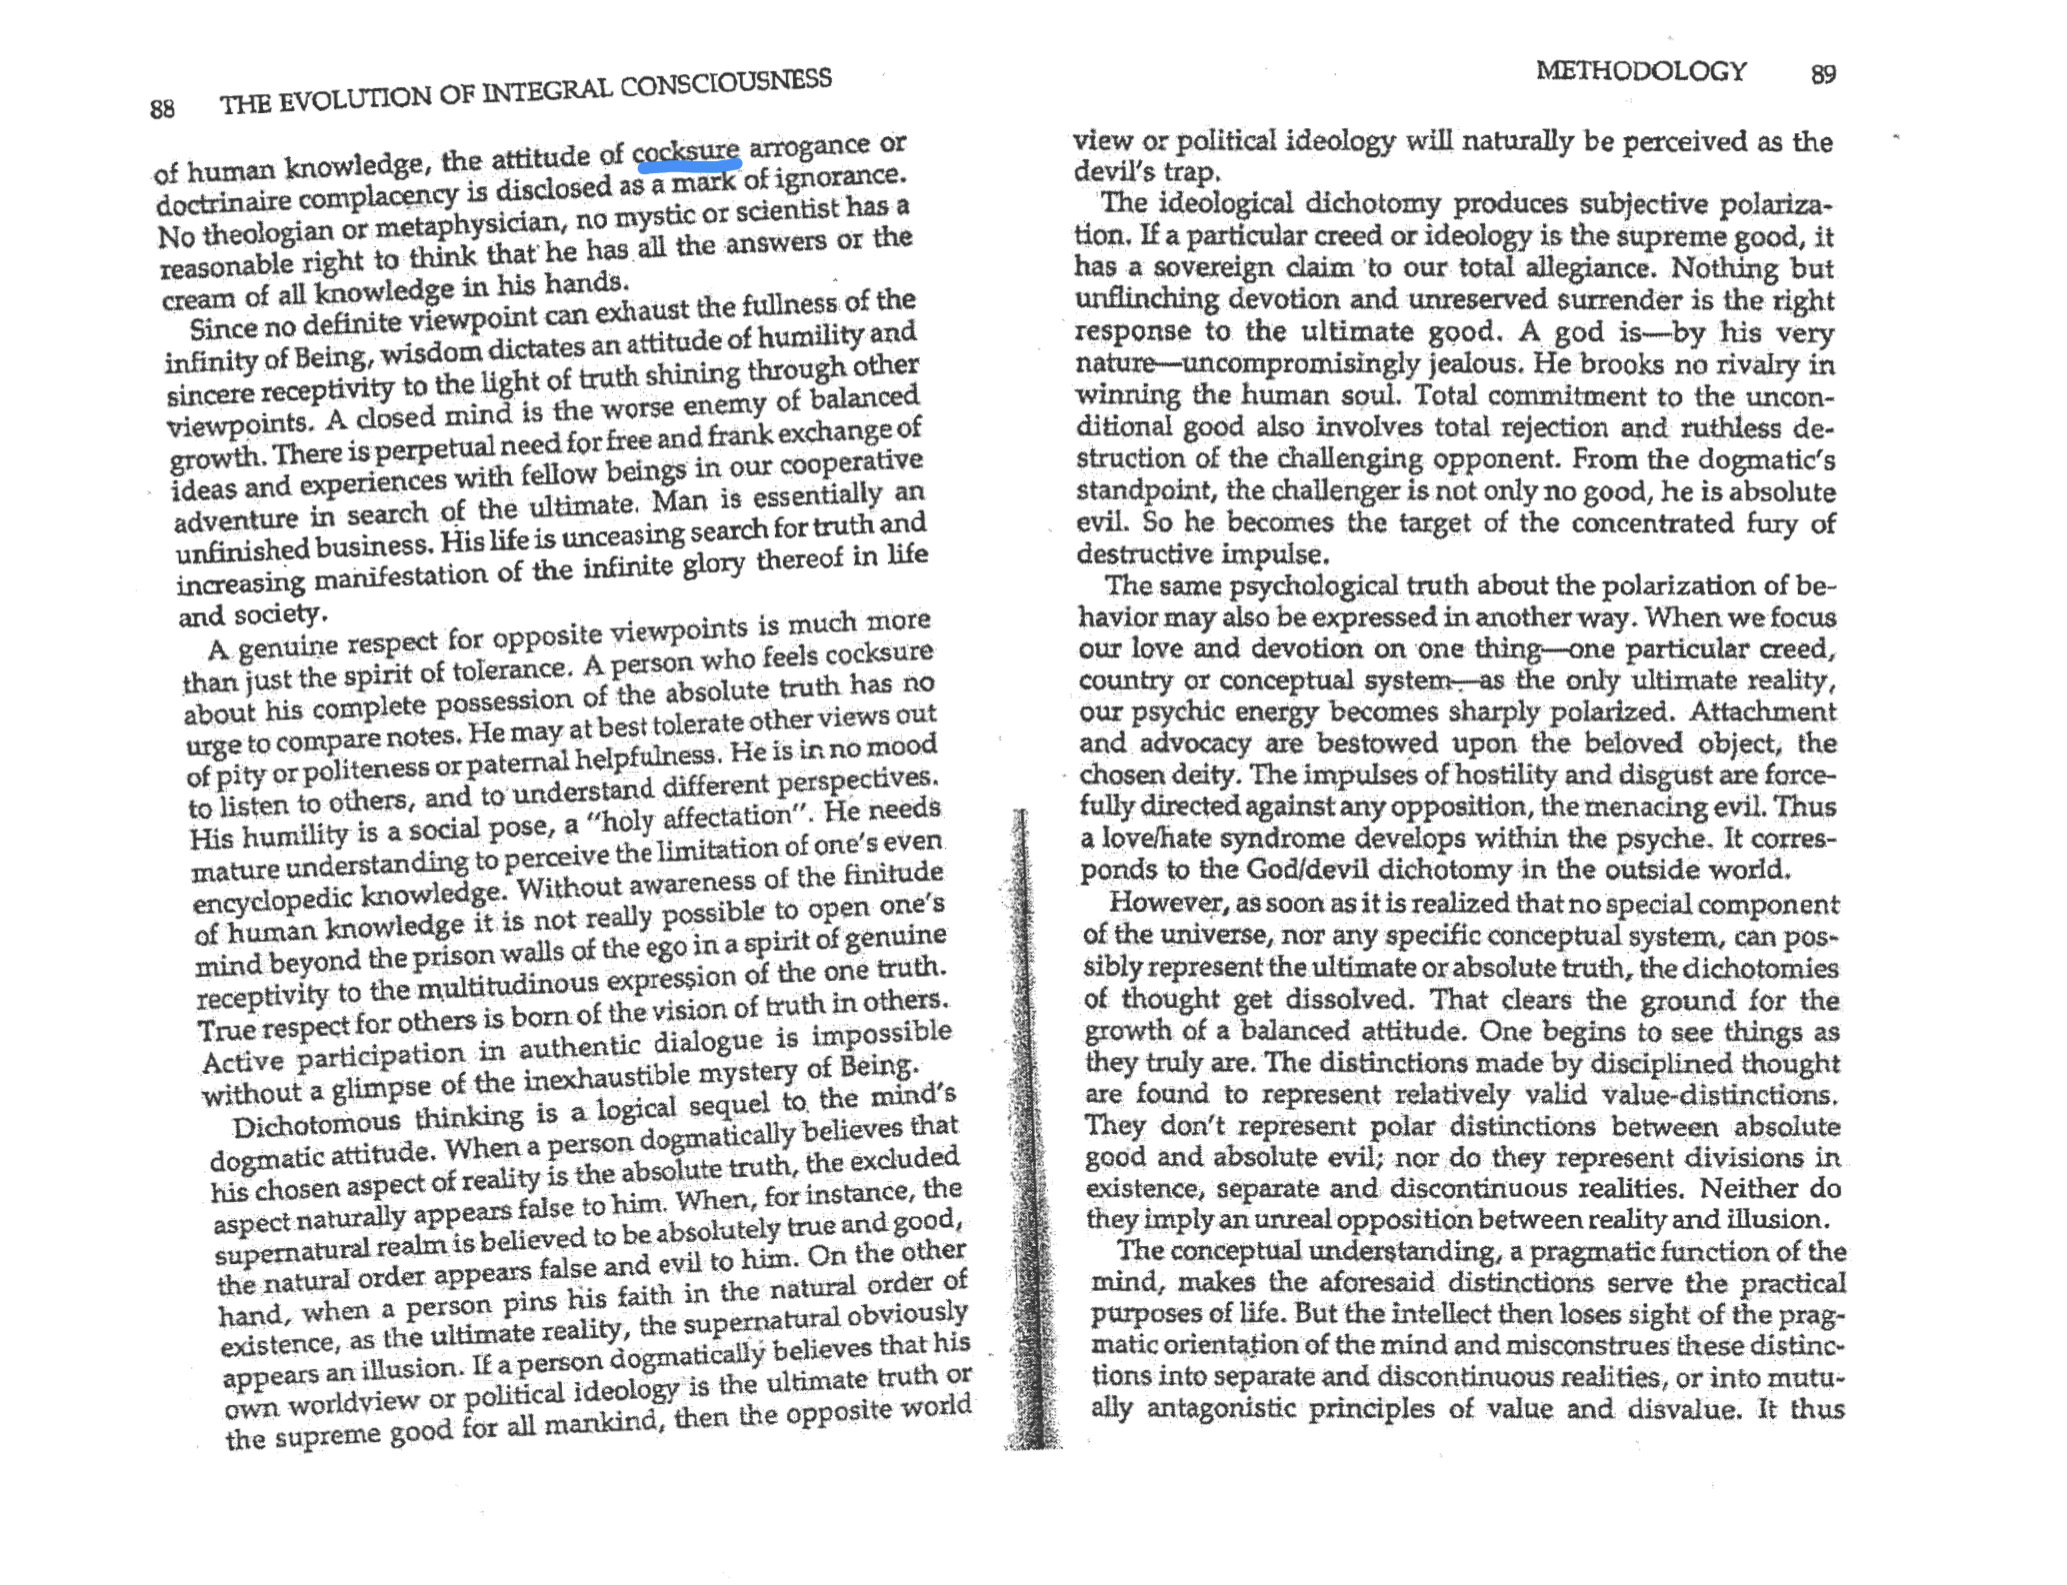 88 THE EVOLUTION OF INTEGRAL CONSCIOUSNESS
of human knowledge, the attitude of cocksure arrogance or
doctrinaire complacency is disclosed as a mark of ignorance.
No theologian or metaphysician, no mystic or scientist has a
reasonable right to think that he has all the answers or the
cream of all knowledge in his hands.
Since no definite viewpoint can exhaust the fullness of the
infinity of Being, wisdom dictates an attitude of humility and
sincere receptivity to the light of truth shining through other
viewpoints. A closed mind is the worse enemy of balanced
growth. There is perpetual need for free and frank exchange of
ideas and experiences with fellow beings in our cooperative
adventure in search of the ultimate. Man is essentially an
unfinished business. His life is unceasing search for truth and
increasing manifestation of the infinite glory thereof in life
and society.
A genuine respect for opposite viewpoints is much more
than just the spirit of tolerance. A person who feels cocksure
about his complete possession of the absolute truth has no
urge to compare notes. He may at best tolerate other views out
of pity or politeness or paternal helpfulness. He is in no mood
to listen to others, and to understand different perspectives.
His humility is a social pose, a "holy affectation". He needs
mature understanding to perceive the limitation of one's even
encyclopedic knowledge. Without awareness of the finitude
of human knowledge it is not really possible to open one's
mind beyond the prison walls of the ego in a spirit of genuine
receptivity to the multitudinous expression of the one truth.
True respect for others is born of the vision of truth in others.
Active participation in authentic dialogue is impossible
without a glimpse of the inexhaustible mystery of Being.
Dichotomous thinking is a logical sequel to the mind's
dogmatic attitude. When a person dogmatically believes that
his chosen aspect of reality is the absolute truth, the excluded
aspect naturally appears false to him. When, for instance, the
supernatural realm is believed to be absolutely true and good,
the natural order appears false and evil to him. On the other
hand, when a person pins his faith in the natural order of
existence, as the ultimate reality, the supernatural obviously
appears an illusion. If a person dogmatically believes that his
own worldview or political ideology is the ultimate truth or
the supreme good for all mankind, then the opposite world
METHODOLOGY 89
view or political ideology will naturally be perceived as the
devil's trap.
The ideological dichotomy produces subjective polariza-
tion. If a particular creed or ideology is the supreme good, it
has a sovereign claim to our total allegiance. Nothing but
unflinching devotion and unreserved surrender is the right
response to the ultimate good. A god is—by his very
nature—uncompromisingly jealous. He brooks no rivalry in
winning the human soul. Total commitment to the uncon-
ditional good also involves total rejection and ruthless de-
struction of the challenging opponent. From the dogmatic's
standpoint, the challenger is not only no good, he is absolute
evil. So he becomes the target of the concentrated fury of
destructive impulse.
The same psychological truth about the polarization of be-
havior may also be expressed in another way. When we focus
our love and devotion on one thing—one particular creed,
country or conceptual system—as the only ultimate reality,
our psychic energy becomes sharply polarized. Attachment
and advocacy are bestowed upon the beloved object, the
chosen deity. The impulses of hostility and disgust are force-
fully directed against any opposition, the menacing evil. Thus
a love/hate syndrome develops within the psyche. It corres-
ponds to the God/devil dichotomy in the outside world.
However, as soon as it is realized that no special component
of the universe, nor any specific conceptual system, can pos-
sibly represent the ultimate or absolute truth, the dichotomies
of thought get dissolved. That clears the ground for the
growth of a balanced attitude. One begins to see things as
they truly are. The distinctions made by disciplined thought
are found to represent relatively valid value-distinctions.
They don't represent polar distinctions between absolute
good and absolute evil; nor do they represent divisions in
existence, separate and discontinuous realities. Neither do
they imply an unreal opposition between reality and illusion.
The conceptual understanding, a pragmatic function of the
mind, makes the aforesaid distinctions serve the practical
purposes of life. But the intellect then loses sight of the prag-
matic orientation of the mind and misconstrues these distinc-
tions into separate and discontinuous realities, or into mutu-
ally antagonistic principles of value and disvalue. It thus